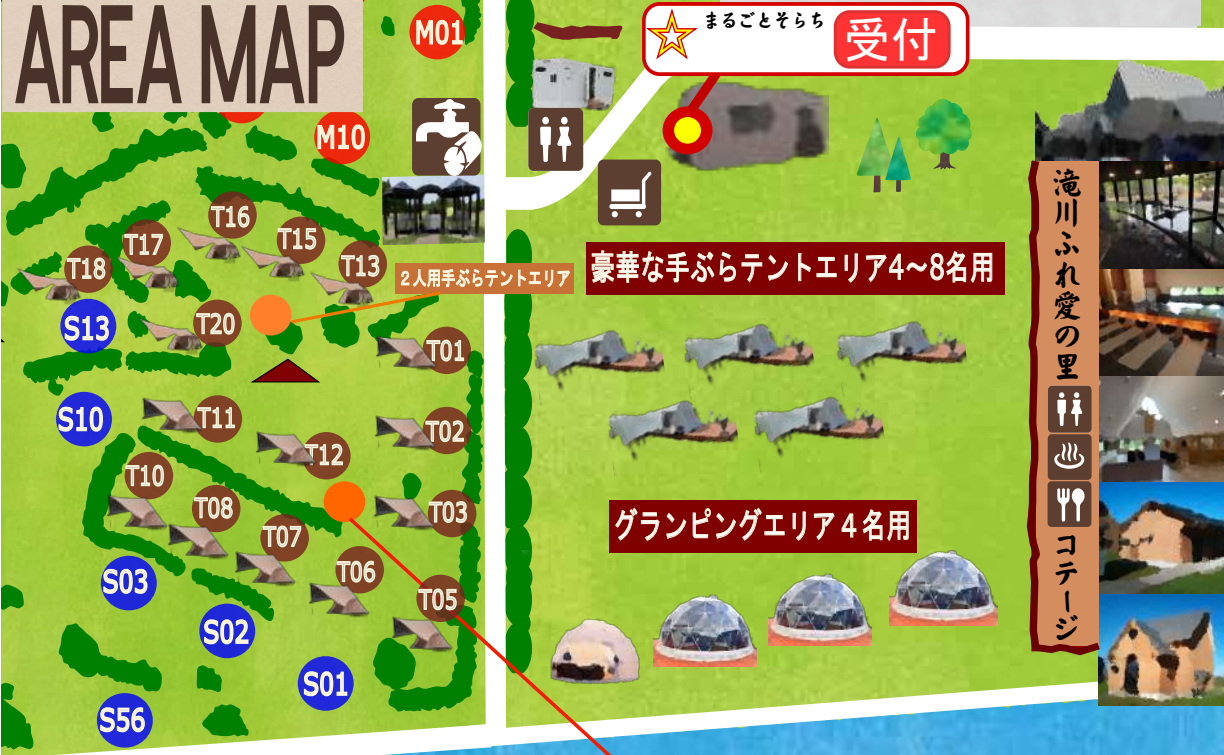 AREA MAP
M01
まるごとそらち
受付
M10
T16
T17
T15
T18
T13
2人用手ぶらテントエリア
豪華な手ぶらテントエリア4〜8名用
S13
T20
T01
S10
T11
T02
T12
T10
T08
T03
T07
グランピングエリア4名用
T06
S03
T05
S02
S01
S56
滝川ふれ愛の里
コテージ